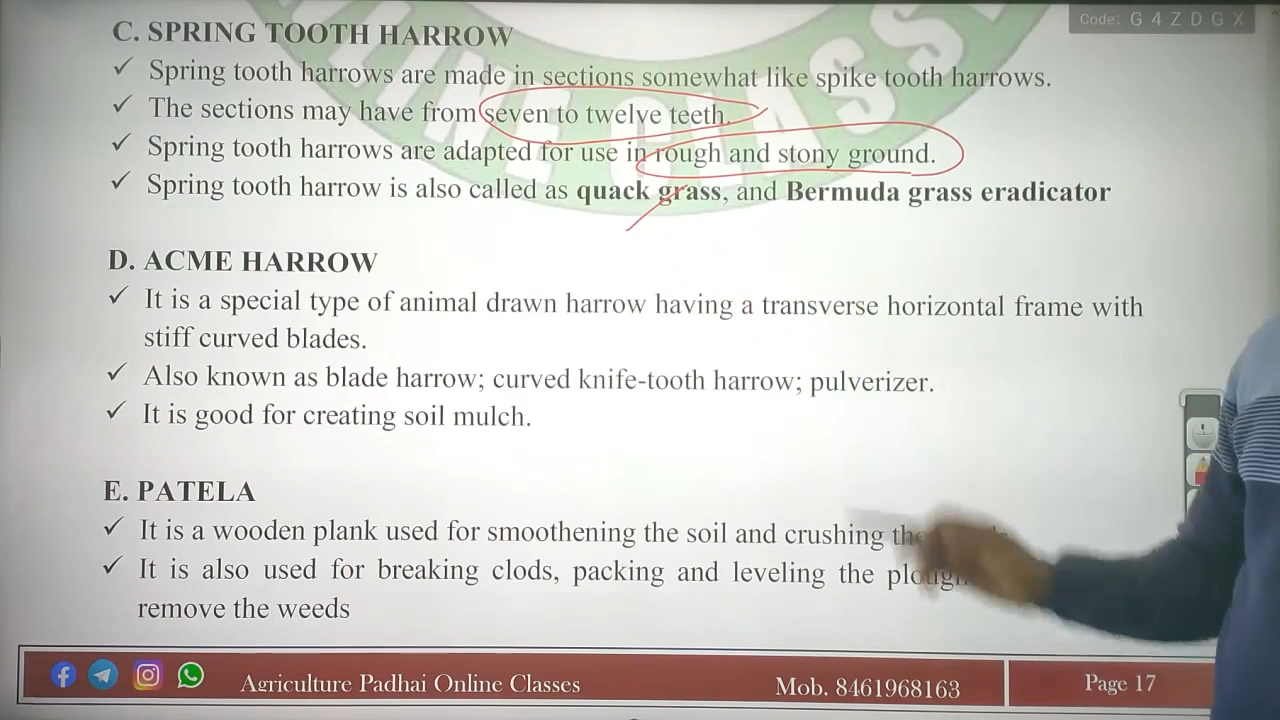 Code: G 4 Z D G X
C. SPRING TOOTH HARROW
✓ Spring tooth harrows are made in sections somewhat like spike tooth harrows.
✓ The sections may have from seven to twelve teeth.
✓ Spring tooth harrows are adapted for use in rough and stony ground.
✓ Spring tooth harrow is also called as quack grass, and Bermuda grass eradicator
D. ACME HARROW
✓ It is a special type of animal drawn harrow having a transverse horizontal frame with
stiff curved blades.
✓ Also known as blade harrow; curved knife-tooth harrow; pulverizer.
✓ It is good for creating soil mulch.
E. PATELA
✓ It is a wooden plank used for smoothening the soil and crushing the
✓ It is also used for breaking clods, packing and leveling the
remove the weeds
Agriculture Padhai Online Classes
Mob. 8461968163
Page 17